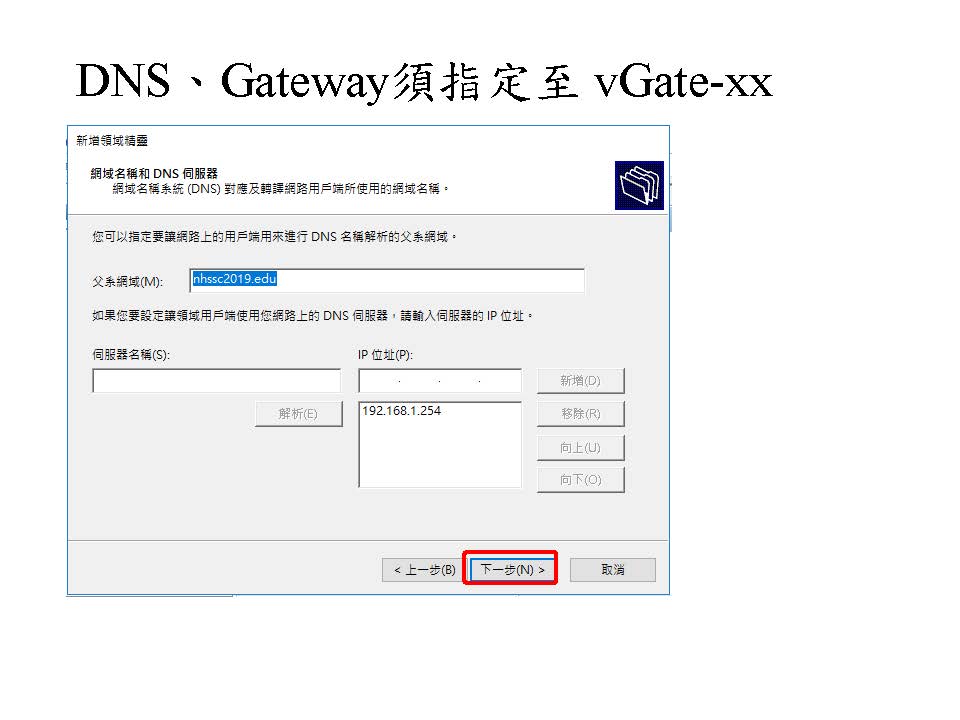 DNS、Gateway須指定至 vGate-xx
新增領域精靈
網域名稱和 DNS 伺服器
網域名稱系統 (DNS) 對應及轉譯網路用戶端所使用的網域名稱。
您可以指定要讓網路上的用戶端用來進行 DNS 名稱解析的父系網域。
父系網域(M):
nhssc2019.edu
如果您要設定讓領域用戶端使用您網路上的 DNS 伺服器，請輸入伺服器的 IP 位址。
伺服器名稱(S):
IP 位址(P):
新增(D)
解析(E)
192.168.1.254
移除(R)
向上(U)
向下(O)
< 上一步(B)
下一步(N) >
取消